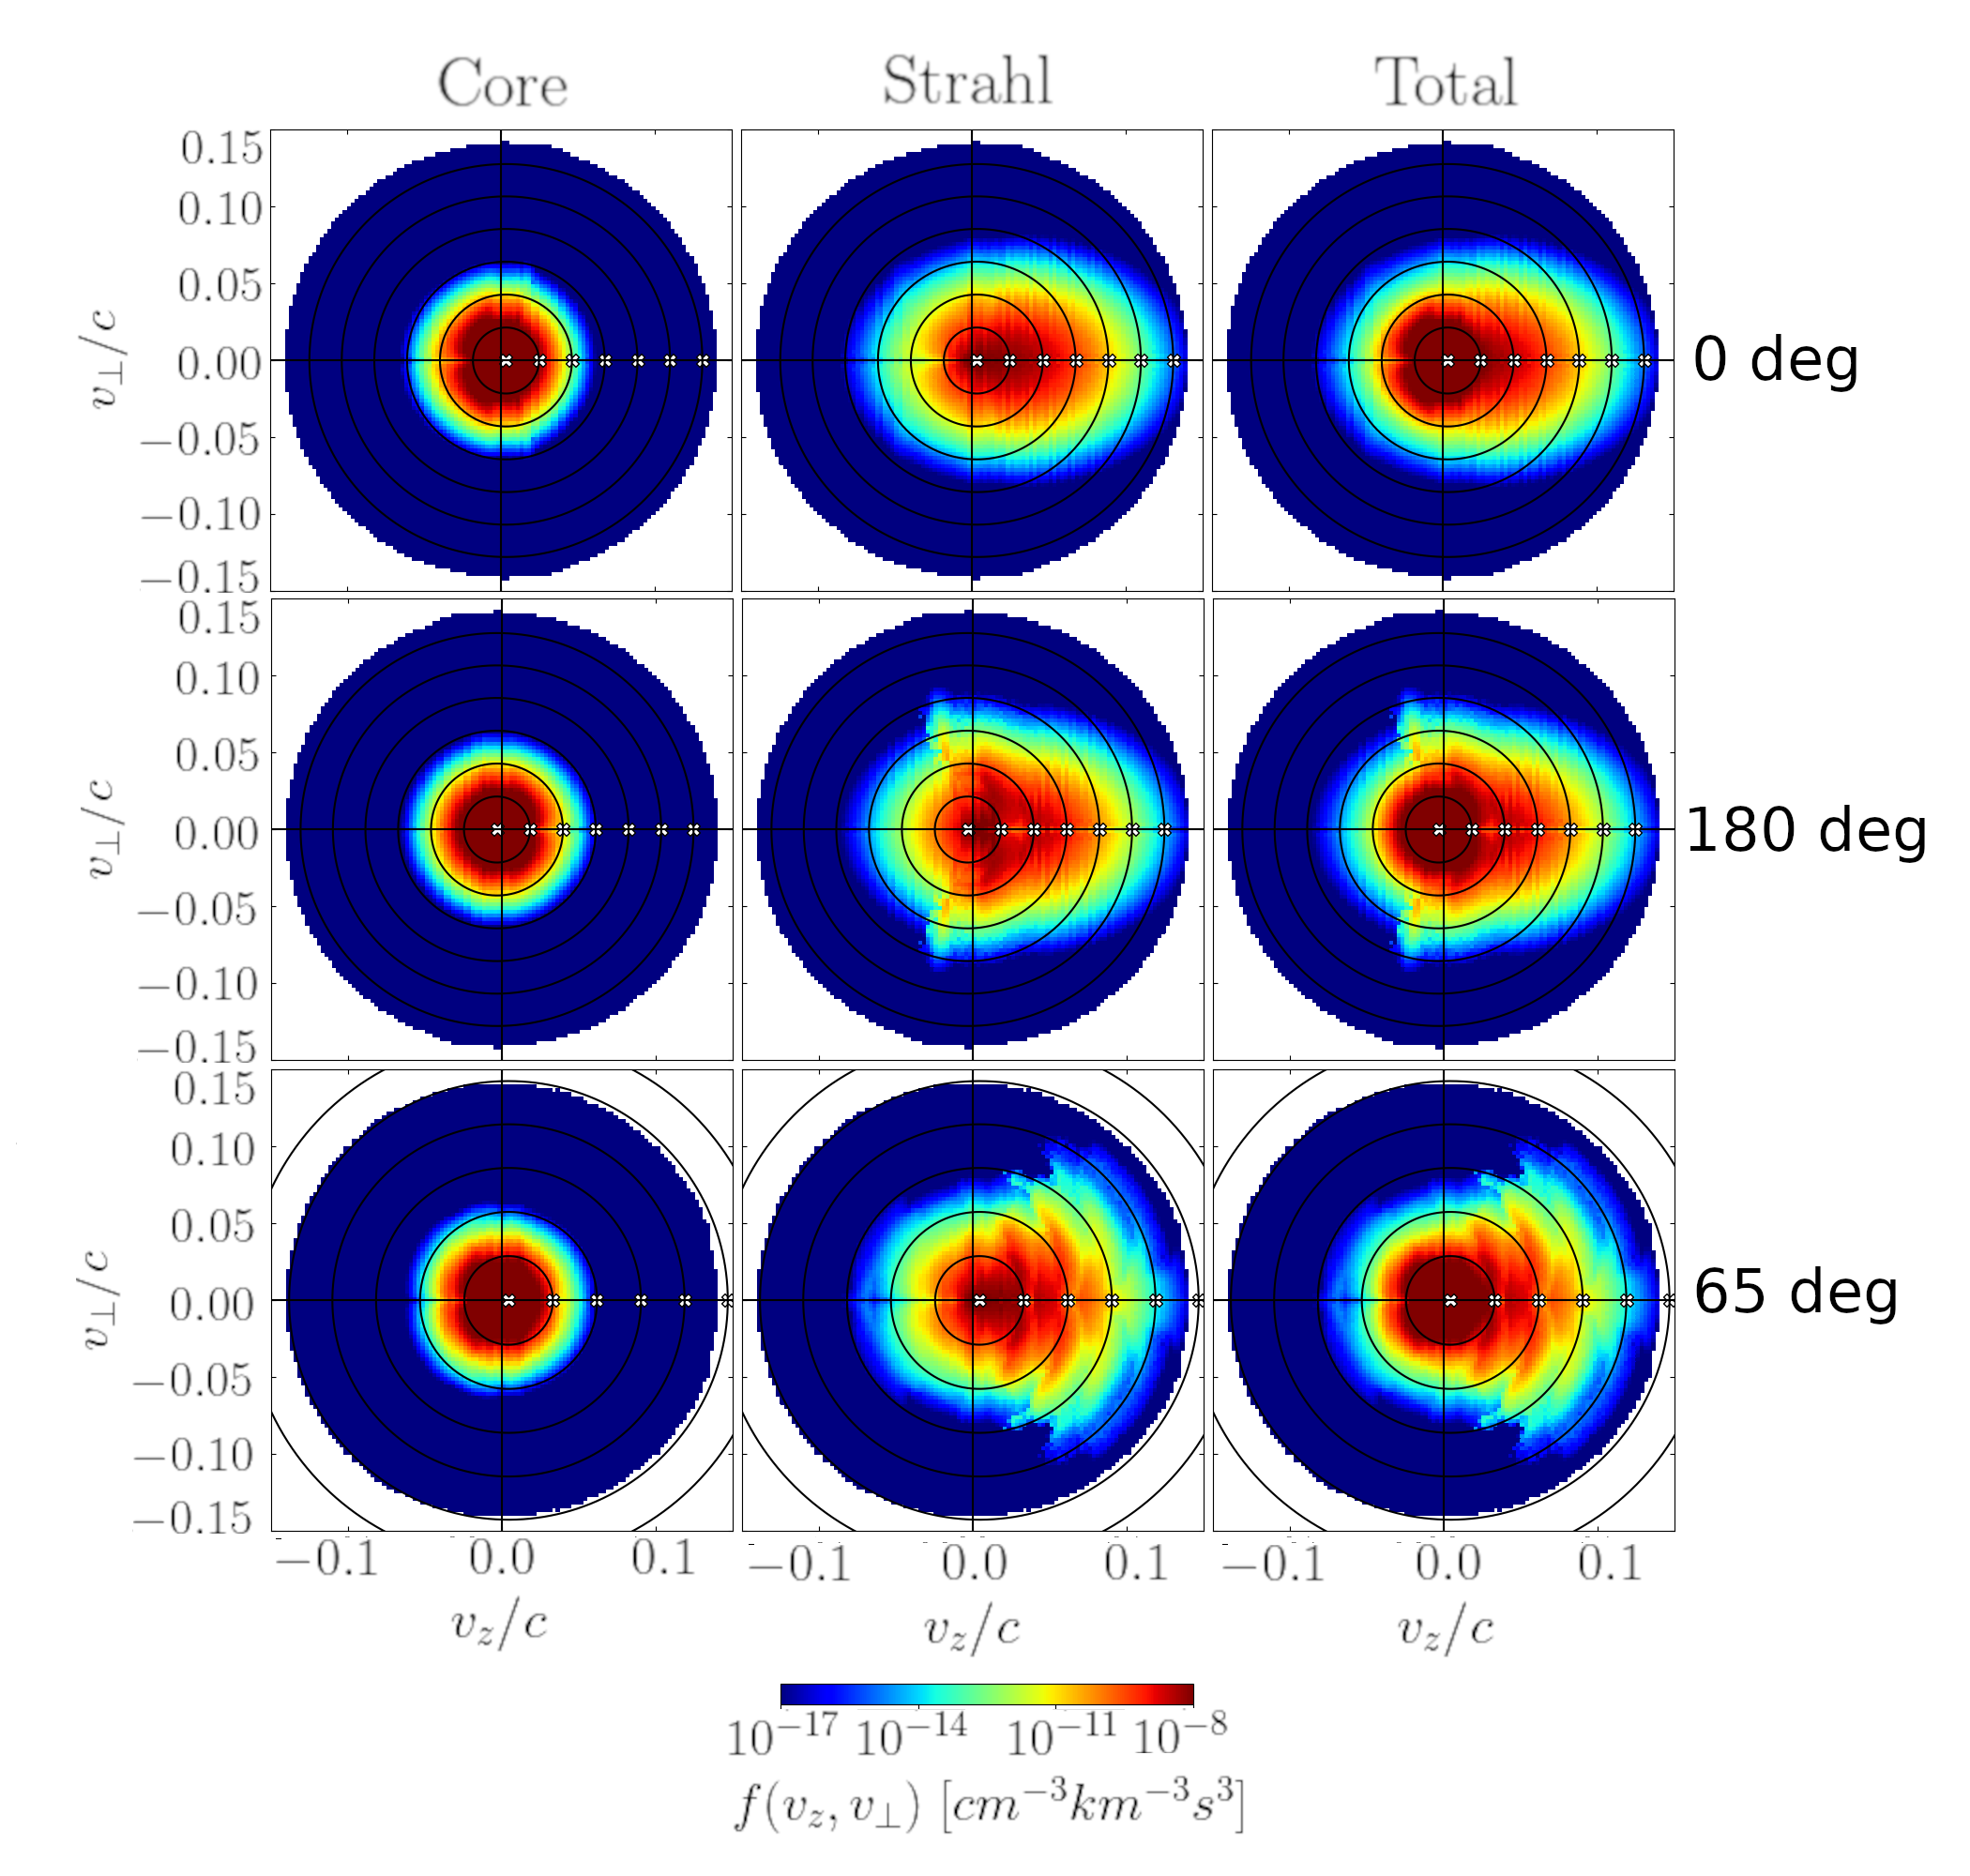 Core Strahl Total
0.15
0.10
0.05
0.00
−0.05
−0.10
−0.15
v⊥/c
0 deg
0.15
0.10
0.05
0.00
−0.05
−0.10
−0.15
v⊥/c
180 deg
0.15
0.10
0.05
0.00
−0.05
−0.10
−0.15
v⊥/c
65 deg
−0.1 0.0 0.1 −0.1 0.0 0.1 −0.1 0.0 0.1
v_z/c v_z/c v_z/c
10⁻¹⁷ 10⁻¹⁴ 10⁻¹¹ 10⁻⁸
f(v_z, v⊥) [cm⁻³km⁻³s³]